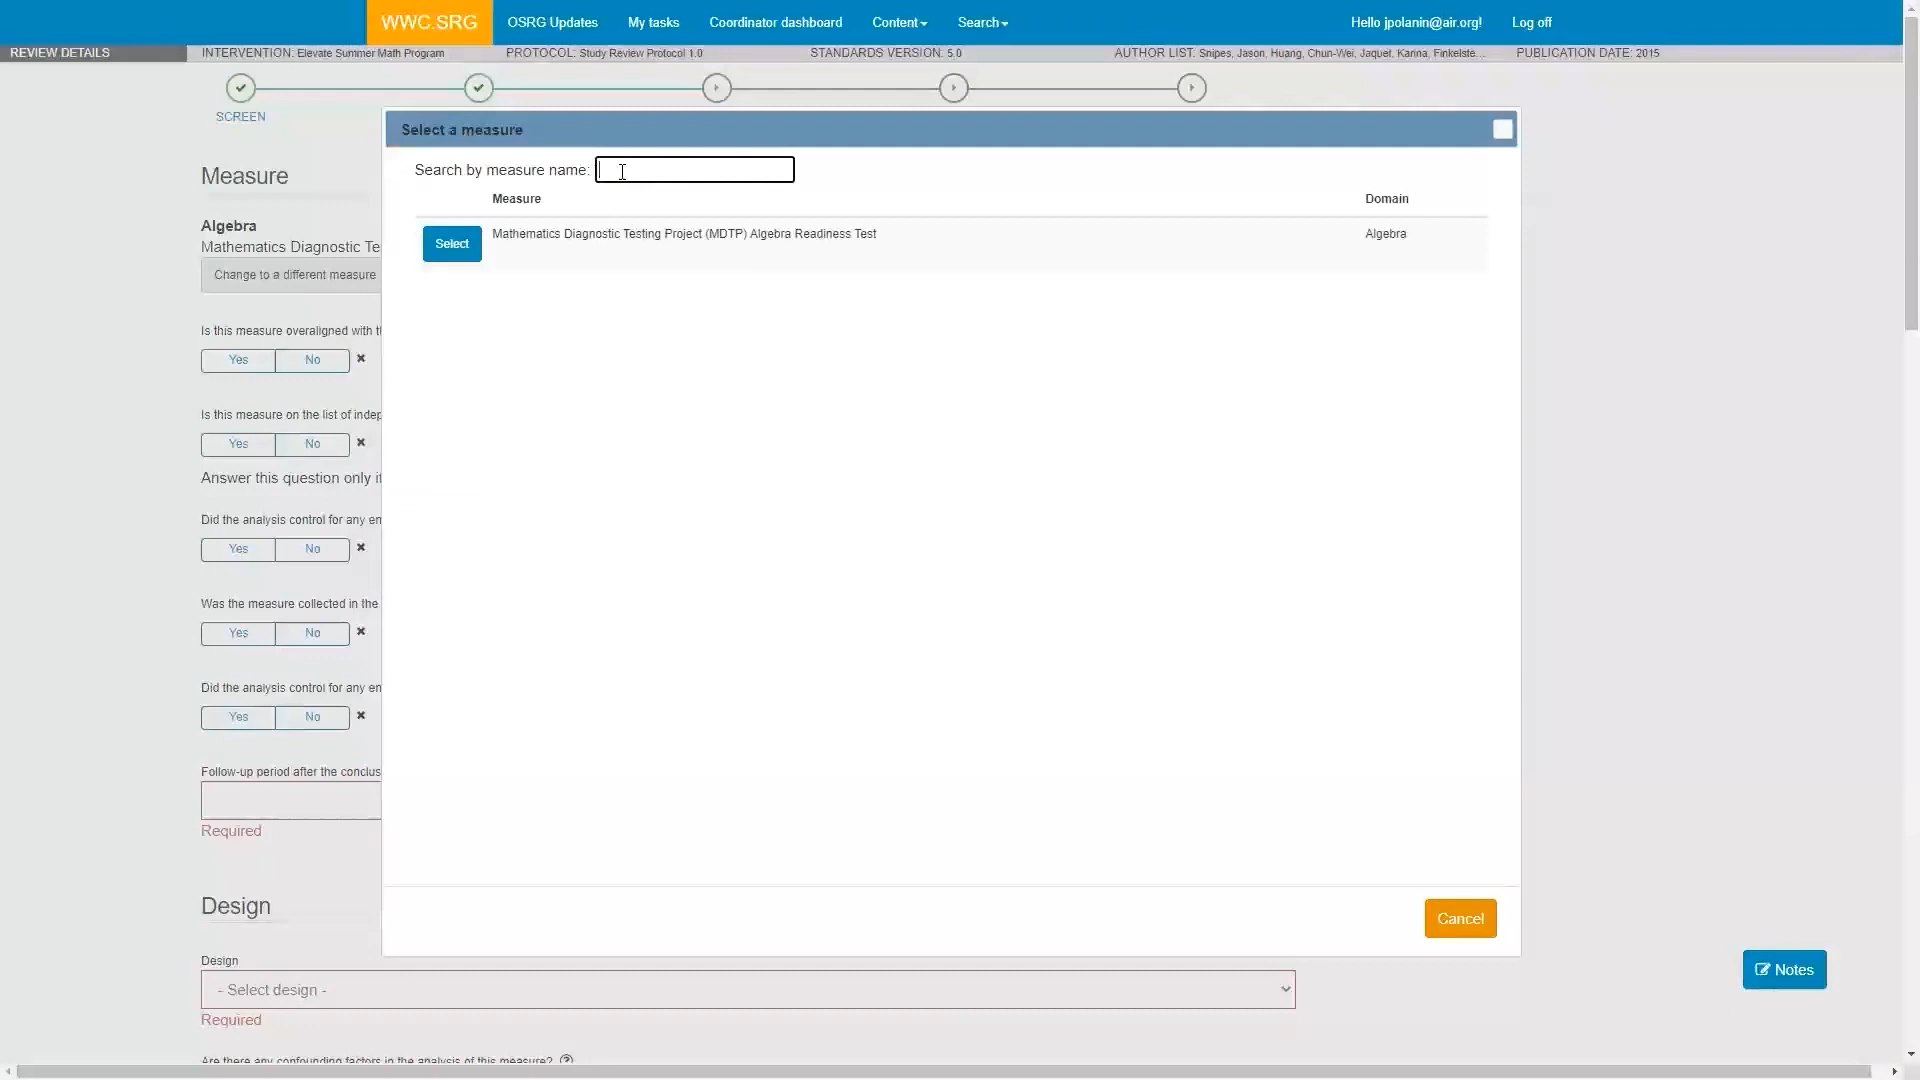 WWC.SRG OSRG Updates My tasks Coordinator dashboard Content Search Hello jpolanin@air.org! Log off
REVIEW DETAILS INTERVENTION: Elevate Summer Math Program PROTOCOL: Study Review Protocol 1.0 STANDARDS VERSION: 5.0 AUTHOR LIST: Snipes, Jason, Huang, Chun-Wei, Jaquet, Karina, Finkelste... PUBLICATION DATE: 2015
SCREEN
Select a measure
Search by measure name:
Measure Domain
Select Mathematics Diagnostic Testing Project (MDTP) Algebra Readiness Test Algebra
Cancel
Measure
Algebra
Mathematics Diagnostic Te
Change to a different measure
Is this measure overaligned with t
Yes No
Is this measure on the list of indep
Yes No
Answer this question only i
Did the analysis control for any en
Yes No
Was the measure collected in the
Yes No
Did the analysis control for any en
Yes No
Follow-up period after the conclus
Required
Design
Design
- Select design -
Required
Are there any confounding factors in the analysis of this measure?
Notes